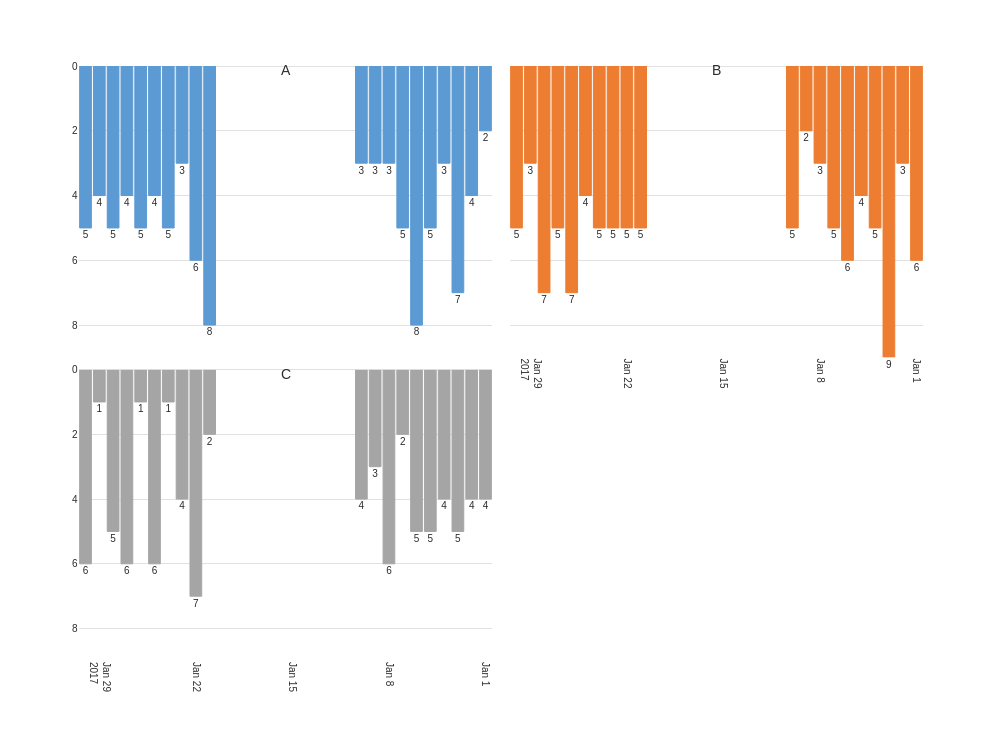 0 A B
2 2 2
4 4 4 4 3 3 3 3 3 4 3 2 3 4 3
4 4
5 5 5 5 5 5 5 5 5 5 5 5 5 5 5
6 6 6 6
7 7 7
8 8 8
9
Jan 29
2017
Jan 22
Jan 15
Jan 8
Jan 1
0 C
1 1 1
2 2 2
3
4 4 4 4 4 4
5 5 5 5
6 6 6 6 6
7
8
Jan 29
2017
Jan 22
Jan 15
Jan 8
Jan 1